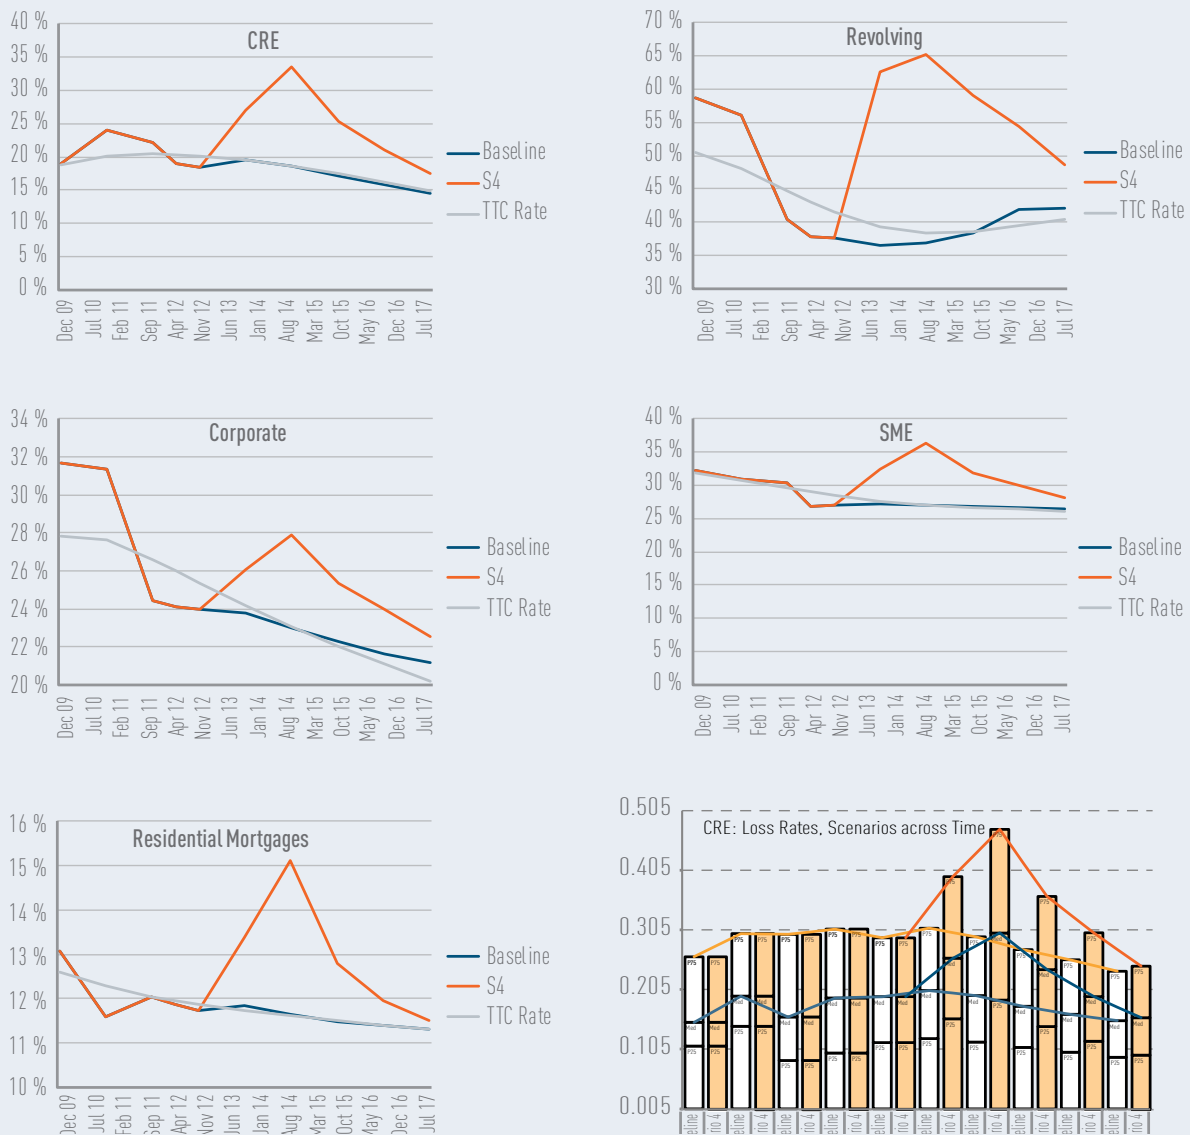 CRE
40 %
35 %
30 %
25 %
20 %
15 %
10 %
5 %
0 %
Dec 09
Jul 10
Feb 11
Sep 11
Apr 12
Nov 12
Jun 13
Jan 14
Aug 14
Mar 15
Oct 15
May 16
Dec 16
Jul 17
Baseline
S4
TTC Rate
Revolving
70 %
65 %
60 %
55 %
50 %
45 %
40 %
35 %
30 %
Dec 09
Jul 10
Feb 11
Sep 11
Apr 12
Nov 12
Jun 13
Jan 14
Aug 14
Mar 15
Oct 15
May 16
Dec 16
Jul 17
Baseline
S4
TTC Rate
Corporate
34 %
32 %
30 %
28 %
26 %
24 %
22 %
20 %
Dec 09
Jul 10
Feb 11
Sep 11
Apr 12
Nov 12
Jun 13
Jan 14
Aug 14
Mar 15
Oct 15
May 16
Dec 16
Jul 17
Baseline
S4
TTC Rate
SME
40 %
35 %
30 %
25 %
20 %
15 %
10 %
5 %
0 %
Dec 09
Jul 10
Feb 11
Sep 11
Apr 12
Nov 12
Jun 13
Jan 14
Aug 14
Mar 15
Oct 15
May 16
Dec 16
Jul 17
Baseline
S4
TTC Rate
Residential Mortgages
16 %
15 %
14 %
13 %
12 %
11 %
10 %
Dec 09
Jul 10
Feb 11
Sep 11
Apr 12
Nov 12
Jun 13
Jan 14
Aug 14
Mar 15
Oct 15
May 16
Dec 16
Jul 17
Baseline
S4
TTC Rate
CRE: Loss Rates, Scenarios across Time
0.505
0.405
0.305
0.205
0.105
0.005
P75
Med
P25